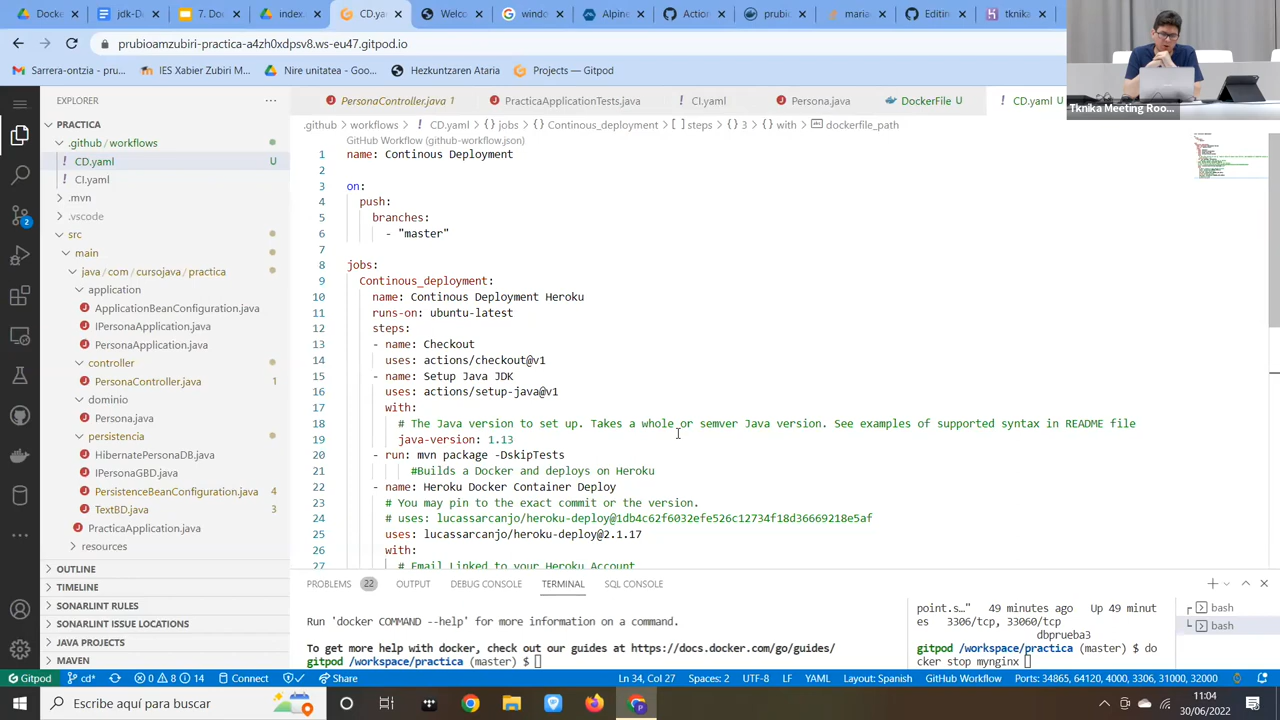 CD.yam
New
Practic
GitHub
marie
Editin
tknika
prubioamzubiri-practica-a4zh0xdpsv8.ws-eu47.gitpod.io
Sarrera-ontzia – pru...
IES Xabier Zubiri M...
Nire unitatea – Goo...
Hezkuntzaren Ataria
Projects — Gitpod
Tknika Meeting Roo...
EXPLORER
PersonaController.java 1
PracticaApplicationTests.java
CI.yaml
Persona.java
DockerFile U
CD.yaml U
PRACTICA
.github/workflows
CD.yaml U
CI.yaml
.mvn
.vscode
src
main
java/com/cursojava/practica
application
ApplicationBeanConfiguration.java
IPersonaApplication.java
PersonaApplication.java
controller
PersonaController.java 1
dominio
Persona.java
persistencia
HibernatePersonaDB.java
IPersonaGBD.java
PersistenceBeanConfiguration.java 4
TextBD.java 3
PracticaApplication.java
resources
OUTLINE
TIMELINE
SONARLINT RULES
SONARLINT ISSUE LOCATIONS
JAVA PROJECTS
MAVEN
2
.github > workflows > ! CD.yaml > {} jobs > {} Continous_deployment > [ ] steps > {} 3 > {} with > dockerfile_path
GitHub Workflow (github-workflow.json)
1 name: Continous Deployment
2
3 on:
4 push:
5 branches:
6 - "master"
7
8 jobs:
9 Continous_deployment:
10 name: Continous Deployment Heroku
11 runs-on: ubuntu-latest
12 steps:
13 - name: Checkout
14 uses: actions/checkout@v1
15 - name: Setup Java JDK
16 uses: actions/setup-java@v1
17 with:
18 # The Java version to set up. Takes a whole or semver Java version. See examples of supported syntax in README file
19 java-version: 1.13
20 - run: mvn package -DskipTests
21 #Builds a Docker and deploys on Heroku
22 - name: Heroku Docker Container Deploy
23 # You may pin to the exact commit or the version.
24 # uses: lucassarcanjo/heroku-deploy@1db4c62f6032efe526c12734f18d36669218e5af
25 uses: lucassarcanjo/heroku-deploy@2.1.17
26 with:
27 # Email Linked to your Heroku Account
PROBLEMS 22 OUTPUT DEBUG CONSOLE TERMINAL SQL CONSOLE
Run 'docker COMMAND --help' for more information on a command.
To get more help with docker, check out our guides at https://docs.docker.com/go/guides/
gitpod /workspace/practica (master) $
point.s…" 49 minutes ago Up 49 minut
es 3306/tcp, 33060/tcp
dbprueba3
gitpod /workspace/practica (master) $ do
cker stop mynginx
bash
bash
Gitpod cd* 0 8 14 Connect Share Ln 34, Col 27 Spaces: 2 UTF-8 LF YAML Layout: Spanish GitHub Workflow Ports: 34865, 64120, 4000, 3306, 31000, 32000
Escribe aquí para buscar
11:04
30/06/2022